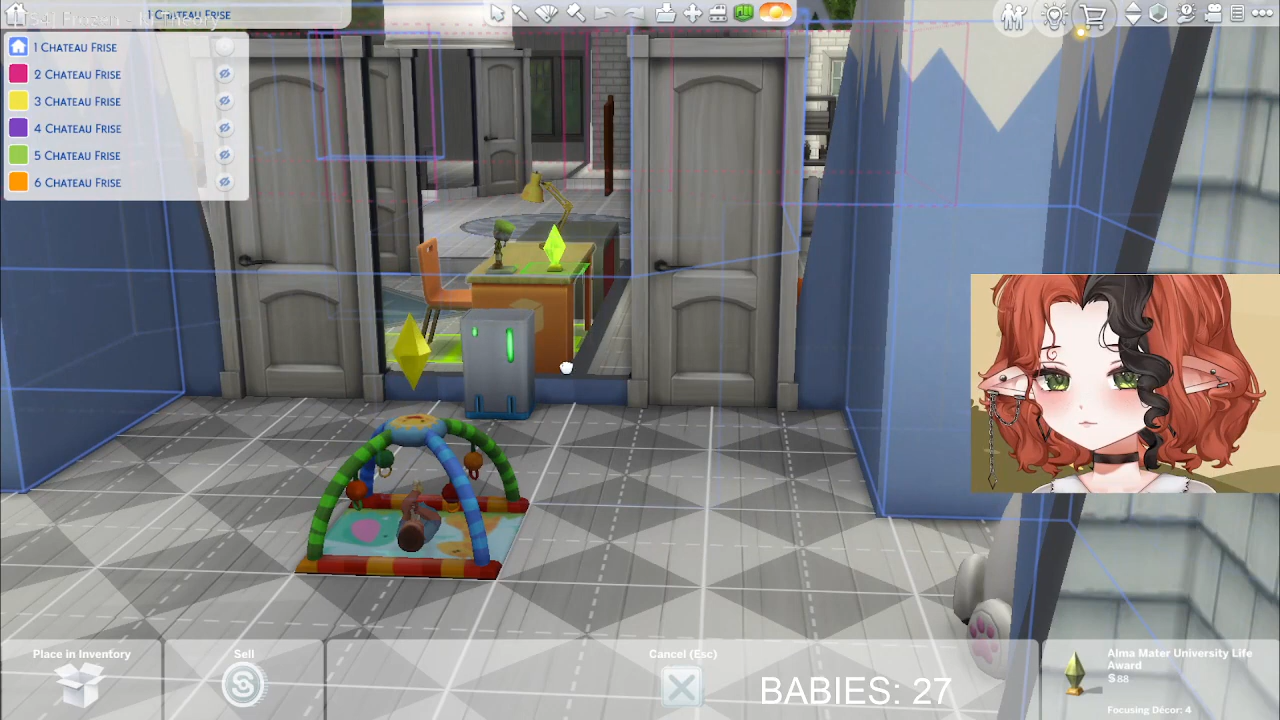 1 CHATEAU FRISE
1 CHATEAU FRISE
2 CHATEAU FRISE
3 CHATEAU FRISE
4 CHATEAU FRISE
5 CHATEAU FRISE
6 CHATEAU FRISE
Place in Inventory
Sell
Cancel (Esc)
BABIES: 27
Alma Mater University Life
Award
§88
Focusing Décor: 4